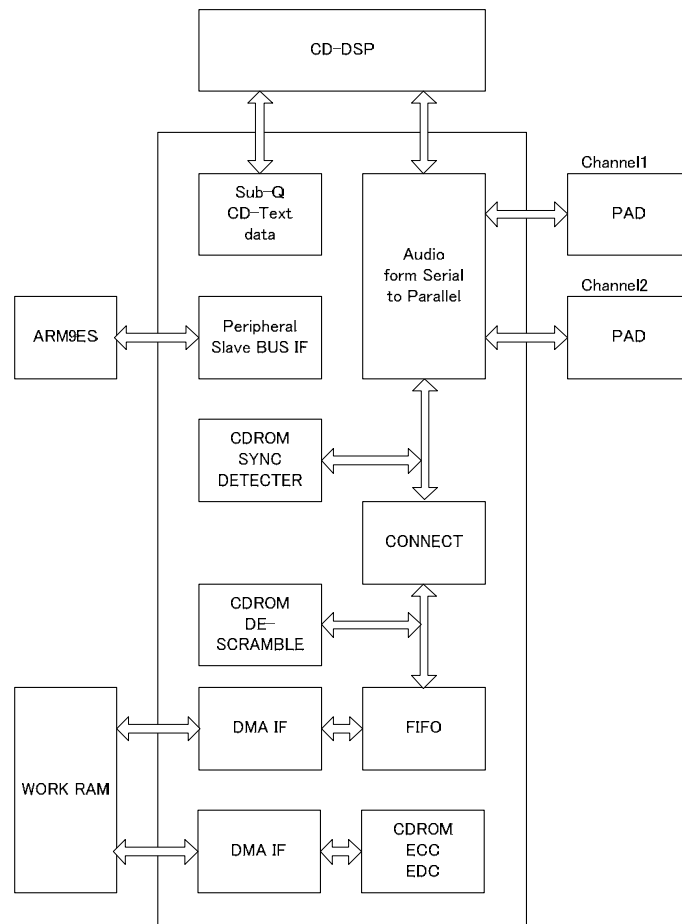 CD-DSP
Sub-Q
CD-Text
data
Audio
form Serial
to Parallel
Channel1
PAD
Channel2
PAD
ARM9ES
Peripheral
Slave BUS IF
CDROM
SYNC
DETECTER
CONNECT
CDROM
DE-
SCRAMBLE
WORK RAM
DMA IF
FIFO
DMA IF
CDROM
ECC
EDC